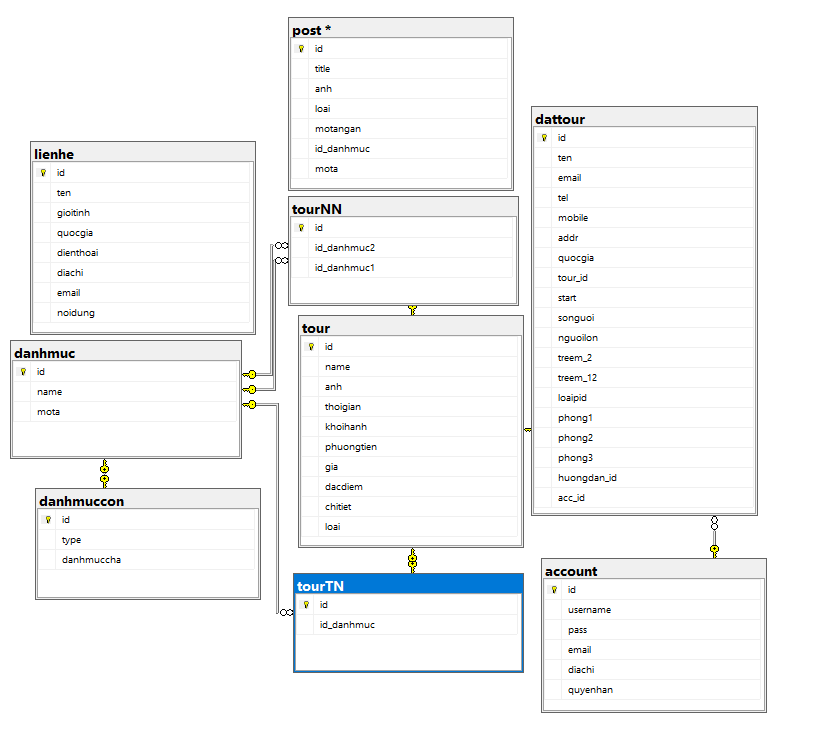 post *
id
title
anh
loai
motangan
id_danhmuc
mota
lienhe
id
ten
gioitinh
quocgia
dienthoai
diachi
email
noidung
tourNN
id
id_danhmuc2
id_danhmuc1
dattour
id
ten
email
tel
mobile
addr
quocgia
tour_id
start
songuoi
nguoilon
treem_2
treem_12
loaipid
phong1
phong2
phong3
huongdan_id
acc_id
danhmuc
id
name
mota
tour
id
name
anh
thoigian
khoihanh
phuongtien
gia
dacdiem
chitiet
loai
danhmuccon
id
type
danhmuccha
tourTN
id
id_danhmuc
account
id
username
pass
email
diachi
quyenhan